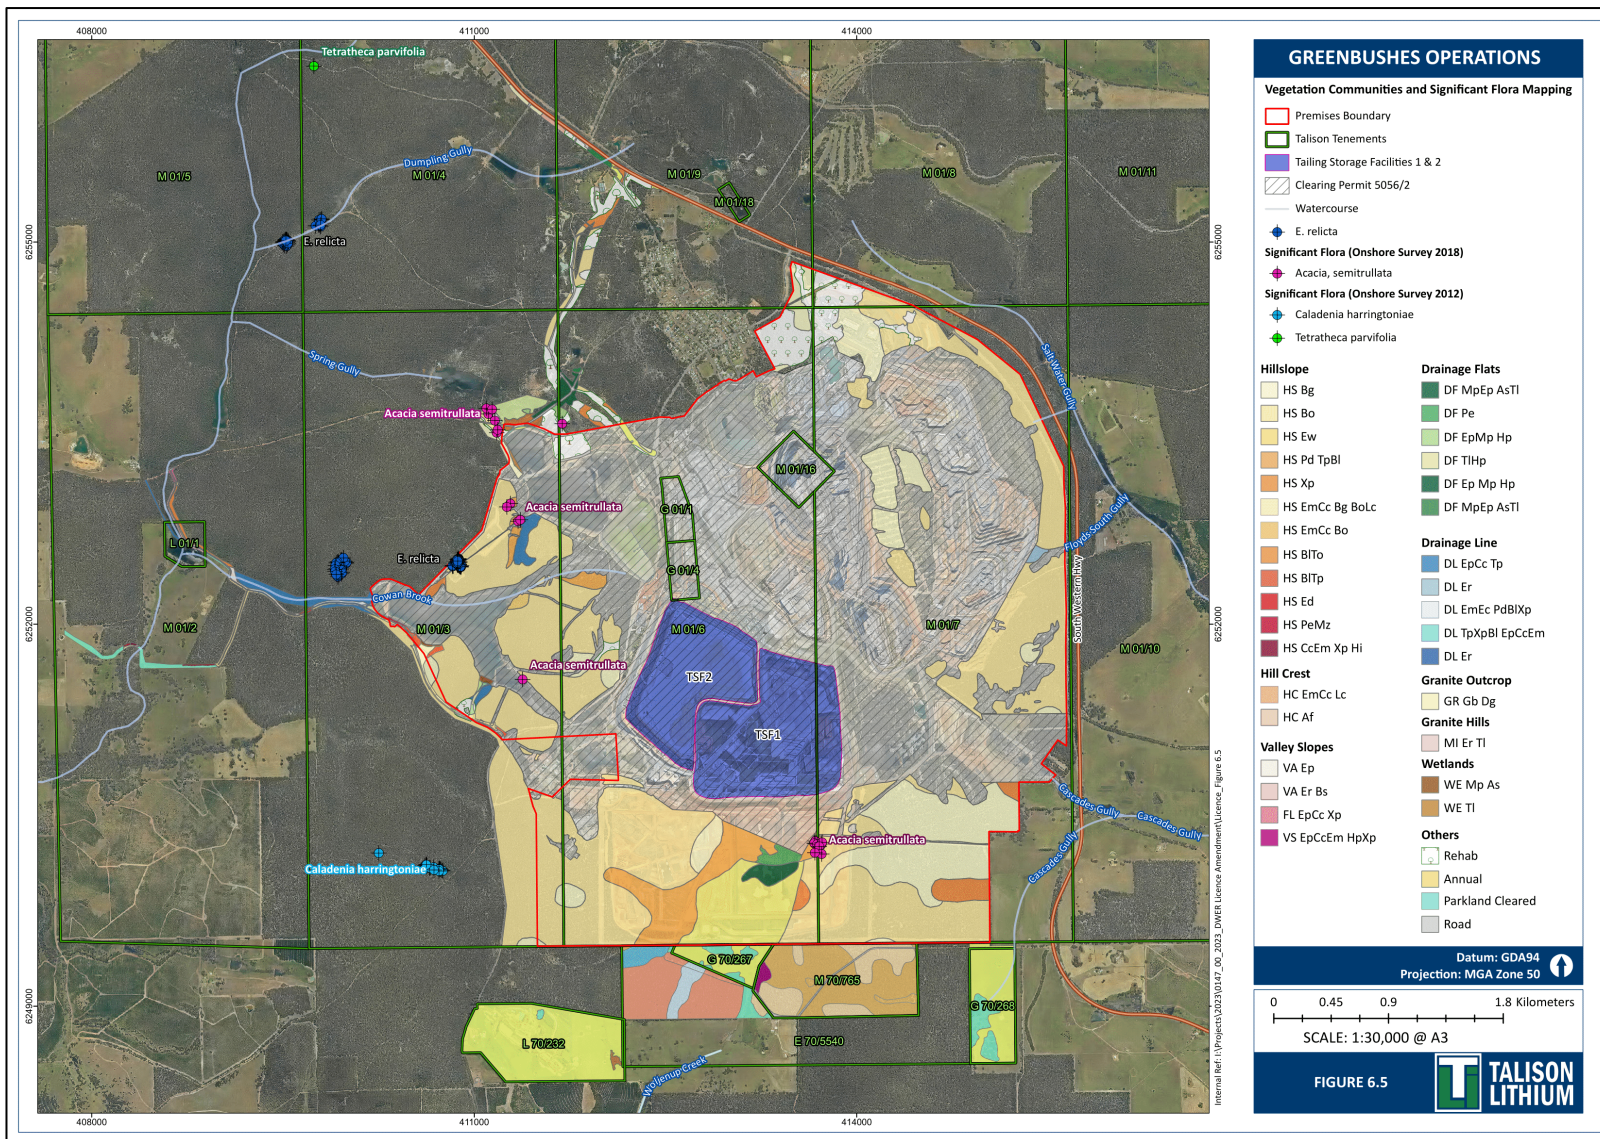 408000
411000
414000
Tetratheca parvifolia
Dumpling Gully
M 01/5
M 01/4
M 01/9
M 01/8
M 01/11
M 01/18
6255000
6255000
E. relicta
Spring Gully
Salt Water Gully
Acacia semitrullata
M 01/16
Acacia semitrullata
G 01/1
L 01/1
E. relicta
Floyds South Gully
G 01/4
Cowan Brook
6252000
6252000
M 01/2
M 01/3
M 01/6
M 01/7
M 01/10
South Western Hwy
Acacia semitrullata
TSF2
TSF1
Cascades Gully
Cascades Gully
Cascades Gully
Acacia semitrullata
Caladenia harringtoniae
G 70/267
M 70/765
G 70/268
6249000
L 70/232
E 70/5540
Wollenup Creek
408000
411000
414000
Internal Ref: I:\Projects\2023\0147_00_2023_DWER Licence Amendment\Licence_Figure 6.5
GREENBUSHES OPERATIONS
Vegetation Communities and Significant Flora Mapping
Premises Boundary
Talison Tenements
Tailing Storage Facilities 1 & 2
Clearing Permit 5056/2
Watercourse
E. relicta
Significant Flora (Onshore Survey 2018)
Acacia, semitrullata
Significant Flora (Onshore Survey 2012)
Caladenia harringtoniae
Tetratheca parvifolia
Hillslope
HS Bg
HS Bo
HS Ew
HS Pd TpBl
HS Xp
HS EmCc Bg BoLc
HS EmCc Bo
HS BlTo
HS BlTp
HS Ed
HS PeMz
HS CcEm Xp Hi
Hill Crest
HC EmCc Lc
HC Af
Valley Slopes
VA Ep
VA Er Bs
FL EpCc Xp
VS EpCcEm HpXp
Drainage Flats
DF MpEp AsTl
DF Pe
DF EpMp Hp
DF TlHp
DF Ep Mp Hp
DF MpEp AsTl
Drainage Line
DL EpCc Tp
DL Er
DL EmEc PdBlXp
DL TpXpBl EpCcEm
DL Er
Granite Outcrop
GR Gb Dg
Granite Hills
MI Er Tl
Wetlands
WE Mp As
WE Tl
Others
Rehab
Annual
Parkland Cleared
Road
Datum: GDA94
Projection: MGA Zone 50
0 0.45 0.9 1.8 Kilometers
SCALE: 1:30,000 @ A3
FIGURE 6.5
TALISON
LITHIUM